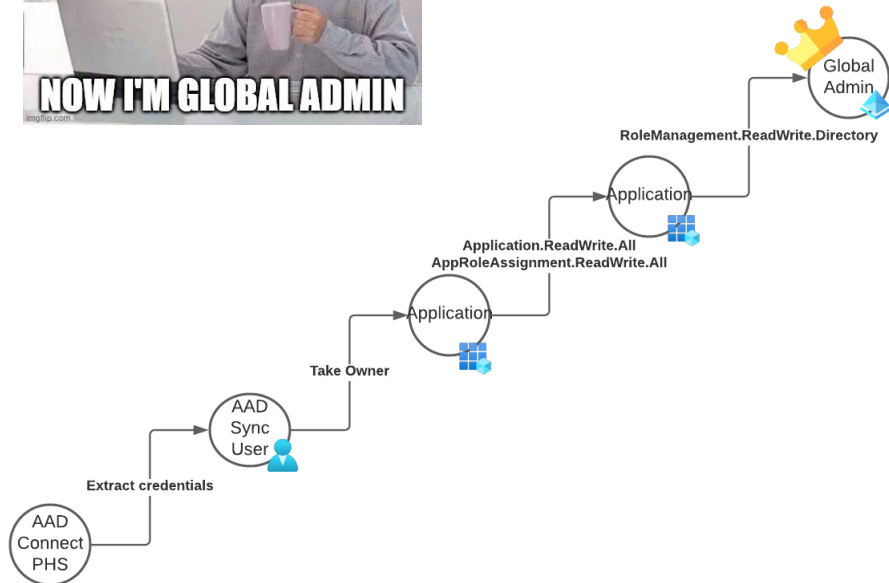 NOW I'M GLOBAL ADMIN
imgflip.com
Global
Admin
RoleManagement.ReadWrite.Directory
Application
Application.ReadWrite.All
AppRoleAssignment.ReadWrite.All
Application
Take Owner
AAD
Sync
User
Extract credentials
AAD
Connect
PHS